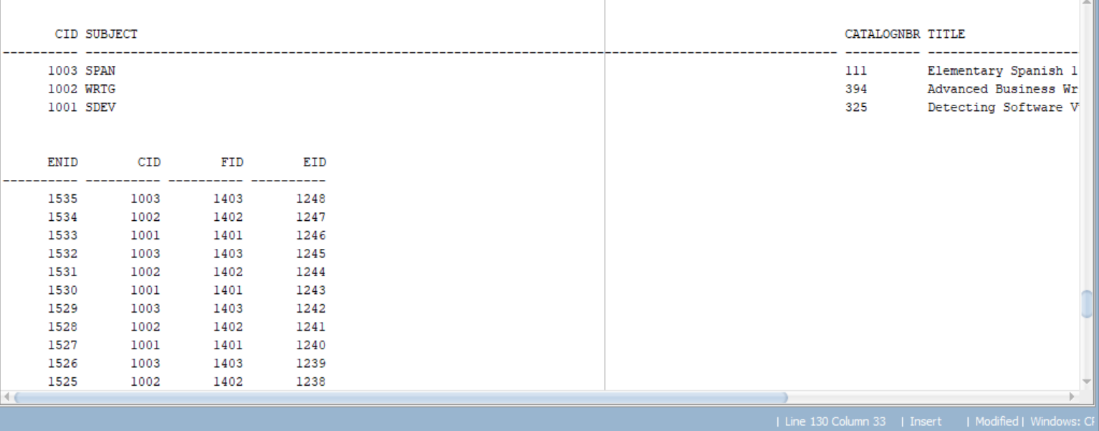 CID SUBJECT CATALOGNBR TITLE
---------- ---------------------------------------------------------------------------------------------------- ---------- --------------------
1003 SPAN 111 Elementary Spanish 1
1002 WRTG 394 Advanced Business Wr
1001 SDEV 325 Detecting Software V
ENID CID FID EID
---------- ---------- ---------- ----------
1535 1003 1403 1248
1534 1002 1402 1247
1533 1001 1401 1246
1532 1003 1403 1245
1531 1002 1402 1244
1530 1001 1401 1243
1529 1003 1403 1242
1528 1002 1402 1241
1527 1001 1401 1240
1526 1003 1403 1239
1525 1002 1402 1238
| Line 130 Column 33 | Insert | Modified | Windows: